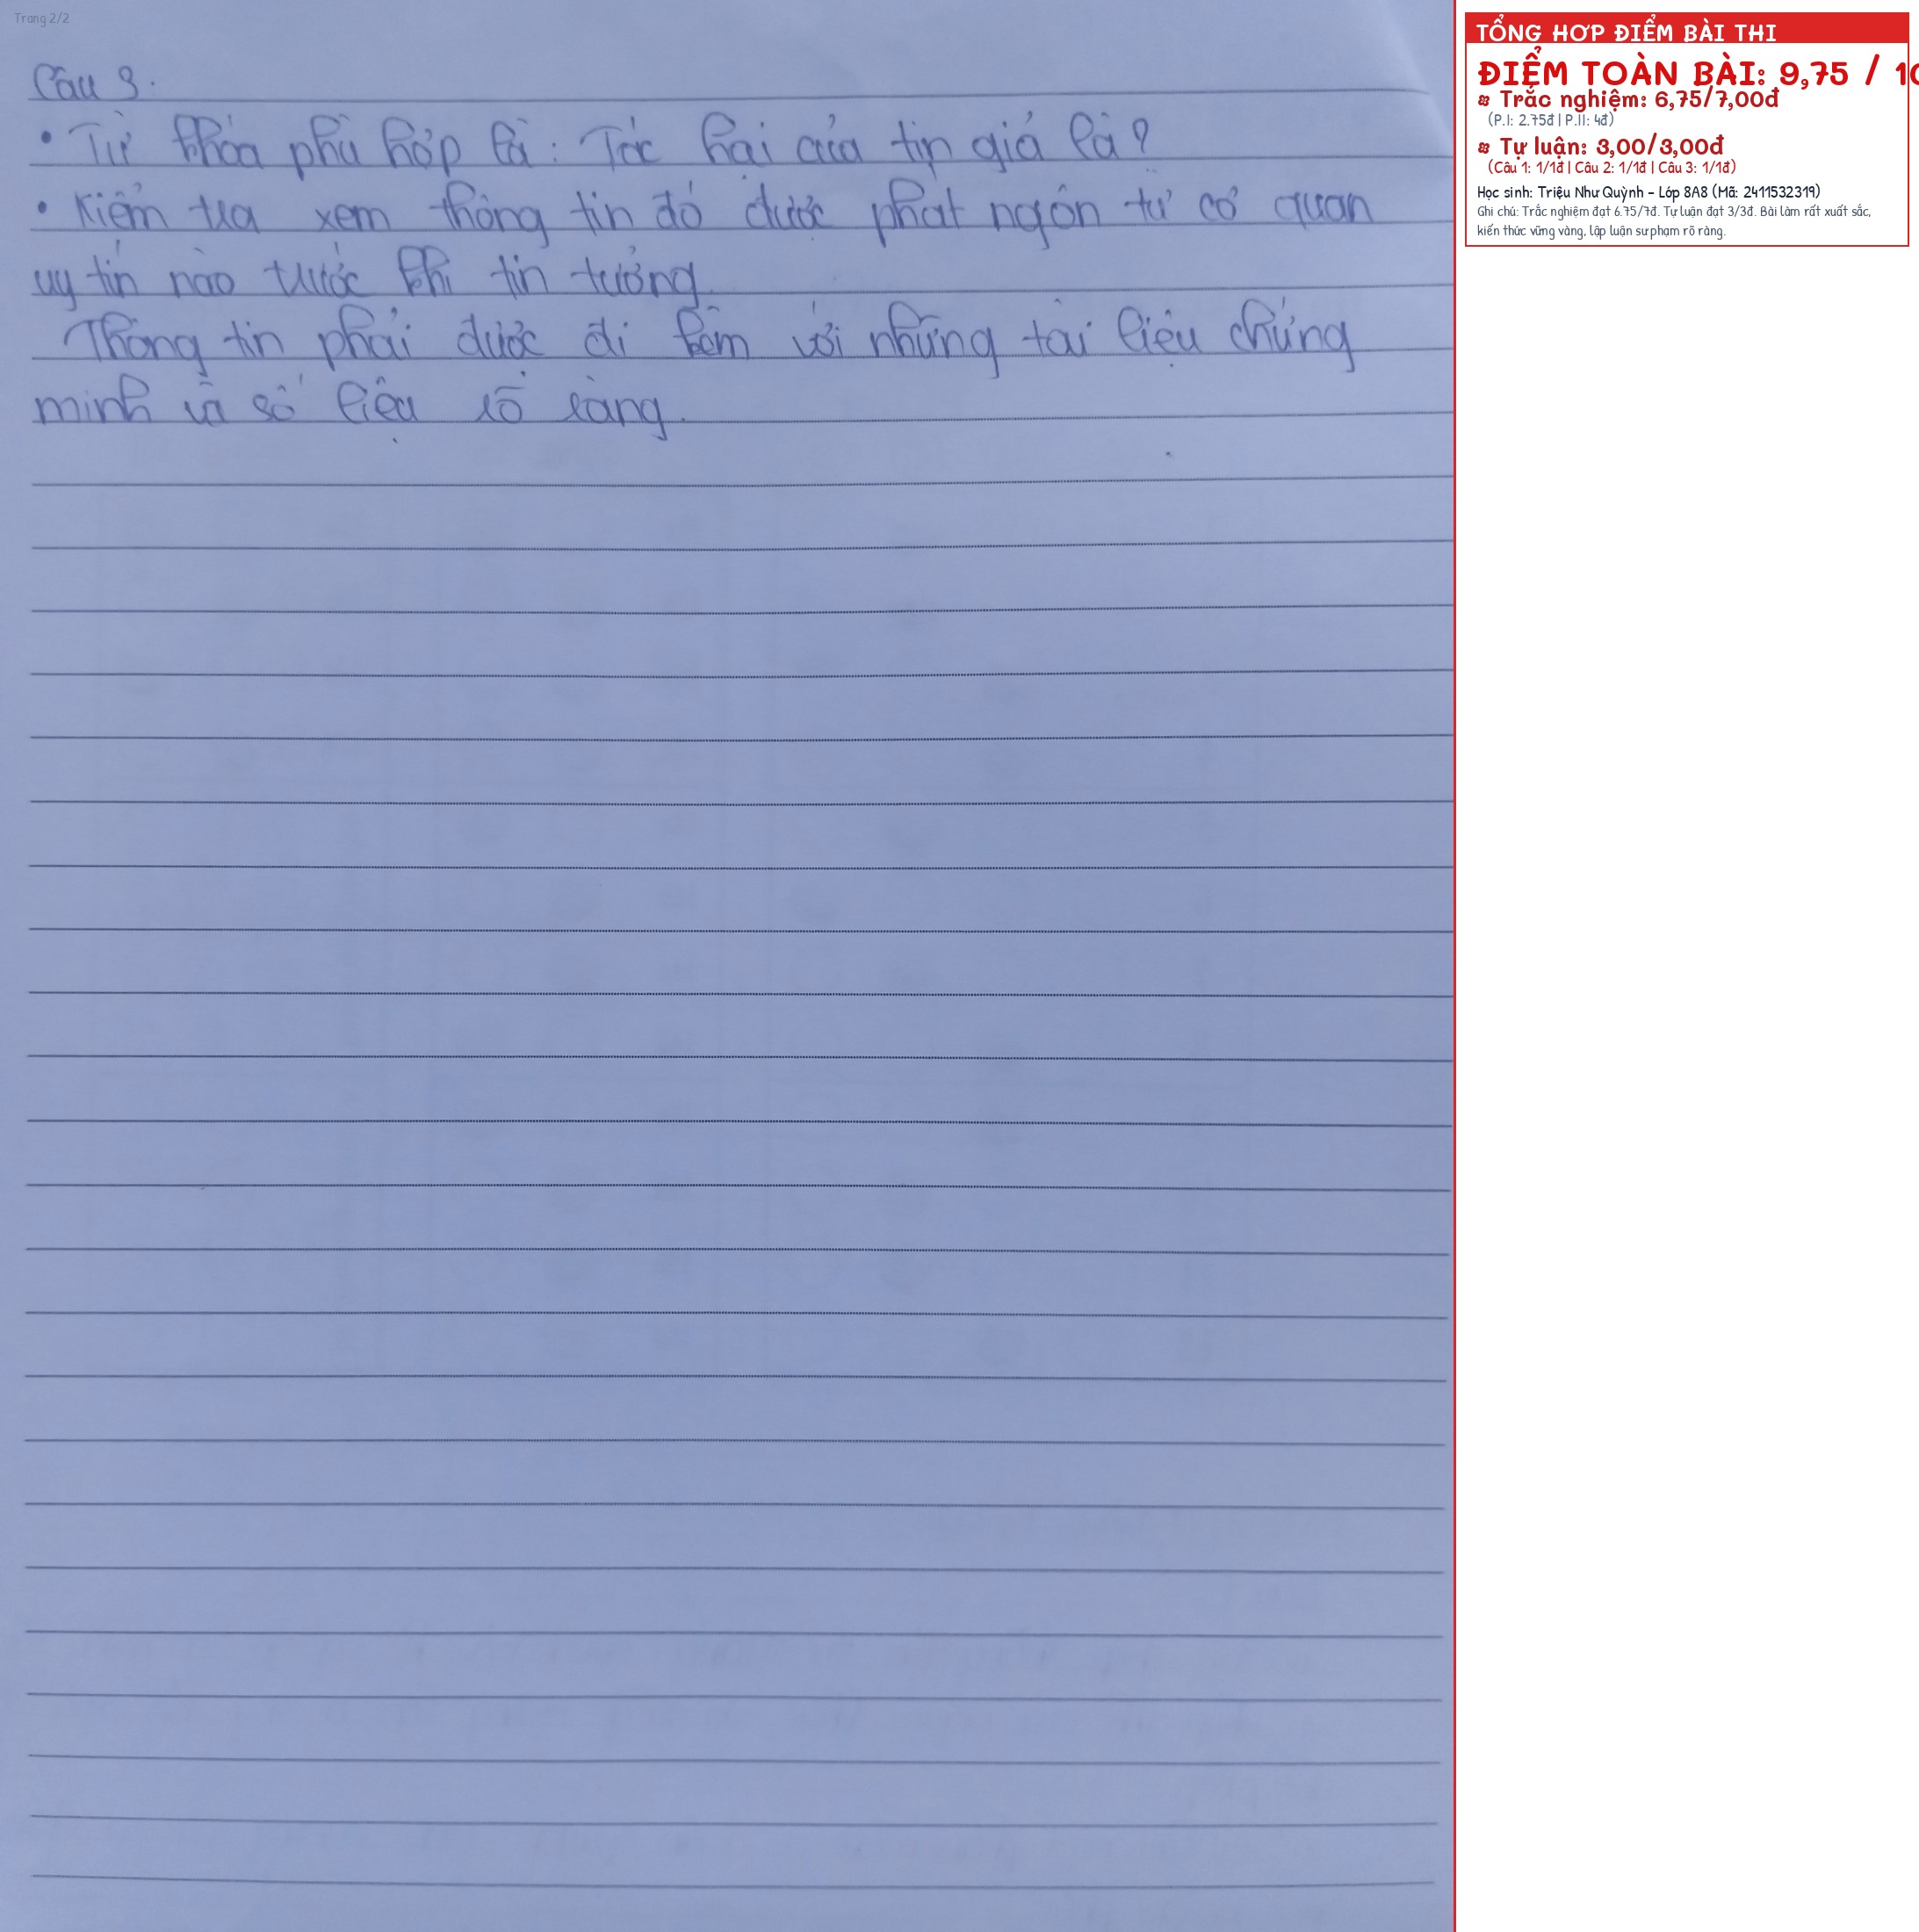 Trang 2/2
Câu 3.
• Từ khóa phù hợp là: Tác hại của tin giả là?
• Kiểm tra xem thông tin đó được phát ngôn từ cơ quan
uy tín nào trước khi tin tưởng.
Thông tin phải được đi kèm với những tài liệu chứng
minh và số liệu rõ ràng.
TỔNG HỢP ĐIỂM BÀI THI
ĐIỂM TOÀN BÀI: 9,75 / 10
Trắc nghiệm: 6,75/7,00đ
(P.I: 2.75đ | P.II: 4đ)
Tự luận: 3,00/3,00đ
(Câu 1: 1/1đ | Câu 2: 1/1đ | Câu 3: 1/1đ)
Học sinh: Triệu Như Quỳnh - Lớp 8A8 (Mã: 2411532319)
Ghi chú: Trắc nghiệm đạt 6.75/7đ. Tự luận đạt 3/3đ. Bài làm rất xuất sắc,
kiến thức vững vàng, lập luận sư phạm rõ ràng.